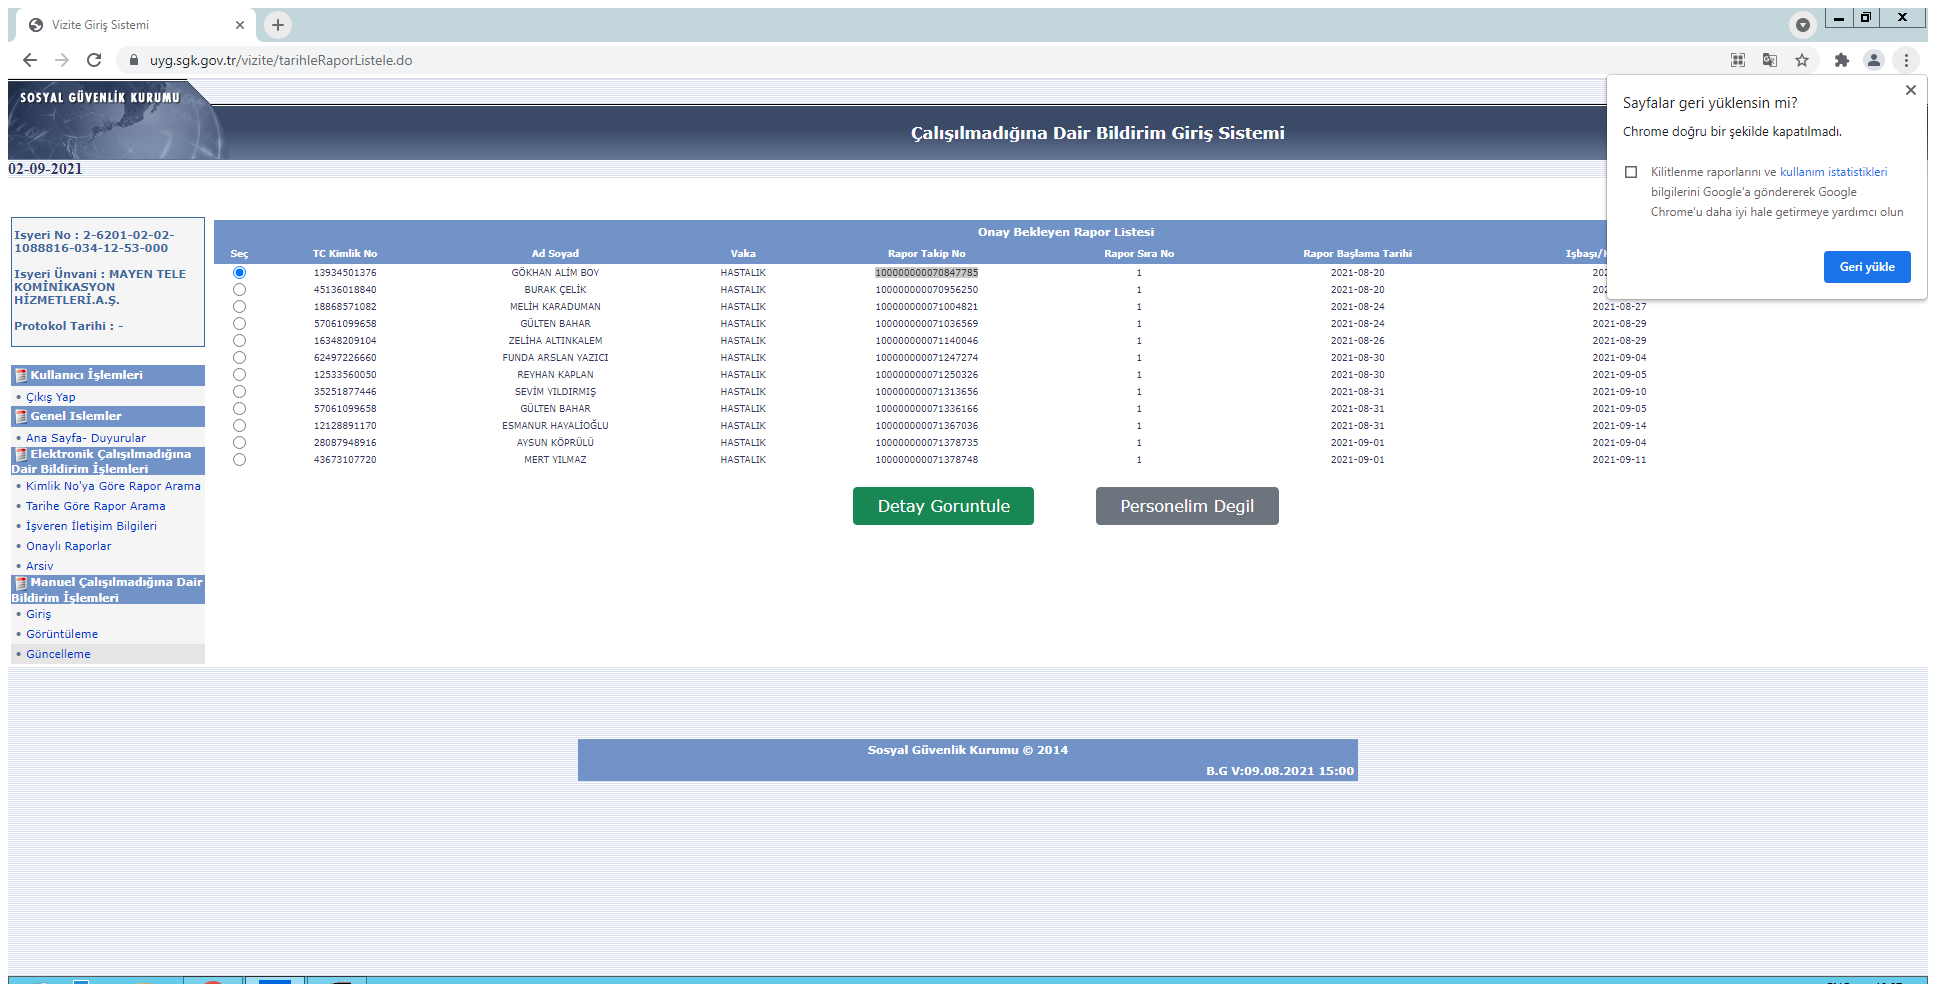 Vizite Giriş Sistemi
uyg.sgk.gov.tr/vizite/tarihleRaporListele.do
SOSYAL GÜVENLİK KURUMU
Çalışılmadığına Dair Bildirim Giriş Sistemi
02-09-2021
Sayfalar geri yüklensin mi?
Chrome doğru bir şekilde kapatılmadı.
Kilitlenme raporlarını ve kullanım istatistikleri
bilgilerini Google'a göndererek Google
Chrome'u daha iyi hale getirmeye yardımcı olun
Geri yükle
Isyeri No : 2-6201-02-02-
1088816-034-12-53-000
Isyeri Ünvani : MAYEN TELE
KOMİNİKASYON
HİZMETLERİ.A.Ş.
Protokol Tarihi : -
Kullanıcı İşlemleri
• Çıkış Yap
Genel Islemler
• Ana Sayfa- Duyurular
Elektronik Çalışılmadığına
Dair Bildirim İşlemleri
• Kimlik No'ya Göre Rapor Arama
• Tarihe Göre Rapor Arama
• İşveren İletişim Bilgileri
• Onaylı Raporlar
• Arsiv
Manuel Çalışılmadığına Dair
Bildirim İşlemleri
• Giriş
• Görüntüleme
• Güncelleme
Onay Bekleyen Rapor Listesi
Seç TC Kimlik No Ad Soyad Vaka Rapor Takip No Rapor Sıra No Rapor Başlama Tarihi
13934501376 GÖKHAN ALİM BOY HASTALIK 100000000070847785 1 2021-08-20
45136018840 BURAK ÇELİK HASTALIK 100000000070956250 1 2021-08-20
18868571082 MELİH KARADUMAN HASTALIK 100000000071004821 1 2021-08-24 2021-08-27
57061099658 GÜLTEN BAHAR HASTALIK 100000000071036569 1 2021-08-24 2021-08-29
16348209104 ZELİHA ALTINKALEM HASTALIK 100000000071140046 1 2021-08-26 2021-08-29
62497226660 FUNDA ARSLAN YAZICI HASTALIK 100000000071247274 1 2021-08-30 2021-09-04
12533560050 REYHAN KAPLAN HASTALIK 100000000071250326 1 2021-08-30 2021-09-05
35251877446 SEVİM YILDIRMIŞ HASTALIK 100000000071313656 1 2021-08-31 2021-09-10
57061099658 GÜLTEN BAHAR HASTALIK 100000000071336166 1 2021-08-31 2021-09-05
12128891170 ESMANUR HAYALİOĞLU HASTALIK 100000000071367036 1 2021-08-31 2021-09-14
28087948916 AYSUN KÖPRÜLÜ HASTALIK 100000000071378735 1 2021-09-01 2021-09-04
43673107720 MERT YILMAZ HASTALIK 100000000071378748 1 2021-09-01 2021-09-11
Detay Goruntule Personelim Degil
Sosyal Güvenlik Kurumu © 2014
B.G V:09.08.2021 15:00